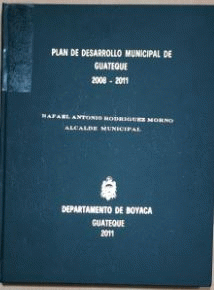 PLAN DE DESARROLLO MUNICIPAL DE
GUATEQUE
2008 - 2011
RAFAEL ANTONIO RODRIGUEZ MORNO
ALCALDE MUNICIPAL
DEPARTAMENTO DE BOYACA
GUATEQUE
2011